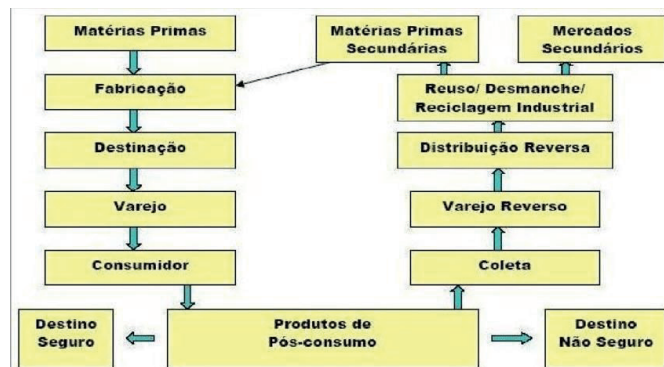 Matérias Primas
Fabricação
Destinação
Varejo
Consumidor
Destino
Seguro
Produtos de
Pós-consumo
Destino
Não Seguro
Coleta
Varejo Reverso
Distribuição Reversa
Reuso/ Desmanche/
Reciclagem Industrial
Matérias Primas
Secundárias
Mercados
Secundários